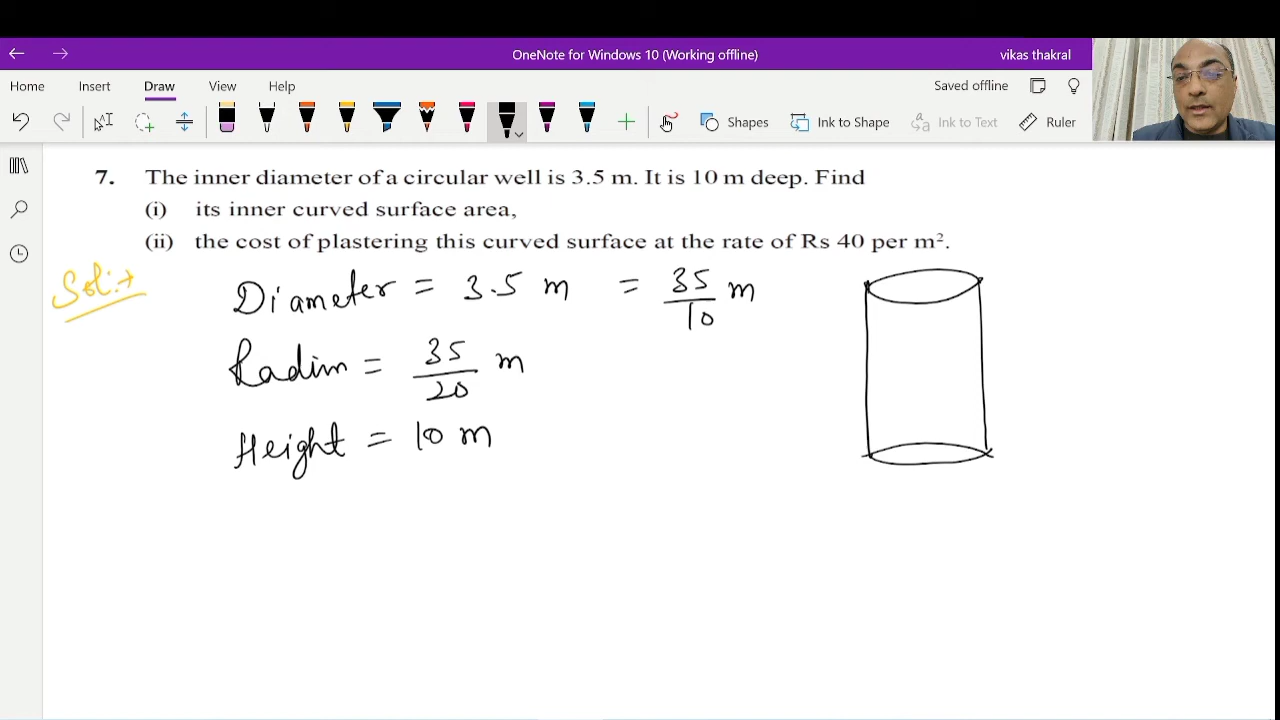 OneNote for Windows 10 (Working offline)
vikas thakral
Home Insert Draw View Help
Saved offline
Shapes Ink to Shape Ink to Text Ruler
7. The inner diameter of a circular well is 3.5 m. It is 10 m deep. Find
(i) its inner curved surface area,
(ii) the cost of plastering this curved surface at the rate of Rs 40 per m².
Sol:→
Diameter = 3.5 m = 35/10 m
Radius = 35/20 m
Height = 10 m